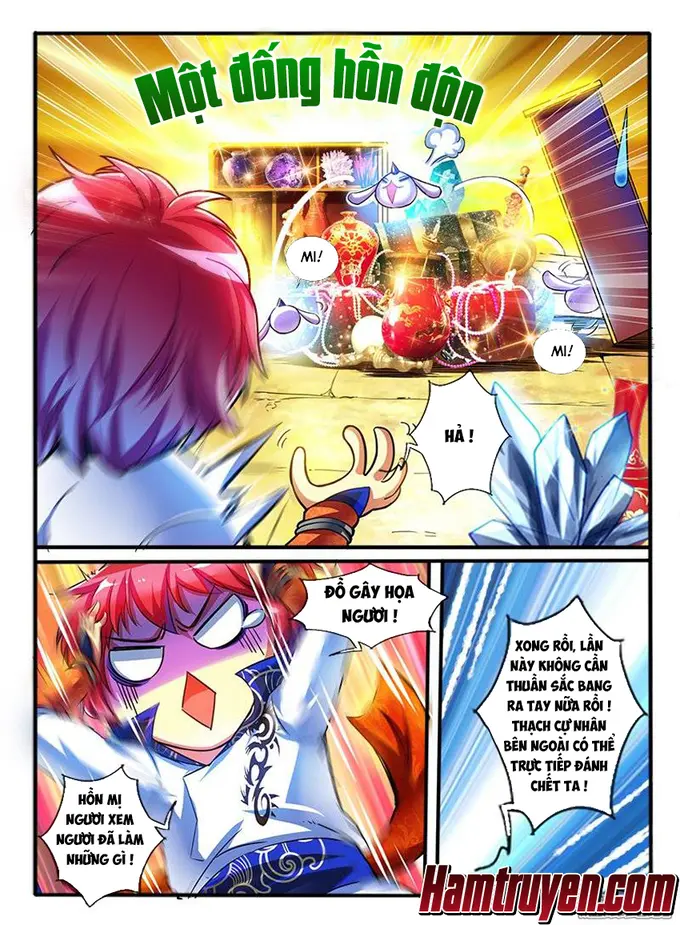 Một đống hỗn độn
MI!
MI!
HẢ !
ĐỒ GÂY HỌA
NGƯƠI !
HỒN MỊ
NGƯƠI XEM
NGƯƠI ĐÃ LÀM
NHỮNG GÌ !
XONG RỒI, LẦN
NÀY KHÔNG CẦN
THUẦN SẮC BANG
RA TAY NỮA RỒI !
THẠCH CỰ NHÂN
BÊN NGOÀI CÓ THỂ
TRỰC TIẾP ĐÁNH
CHẾT TA !
Hamtruyen.com